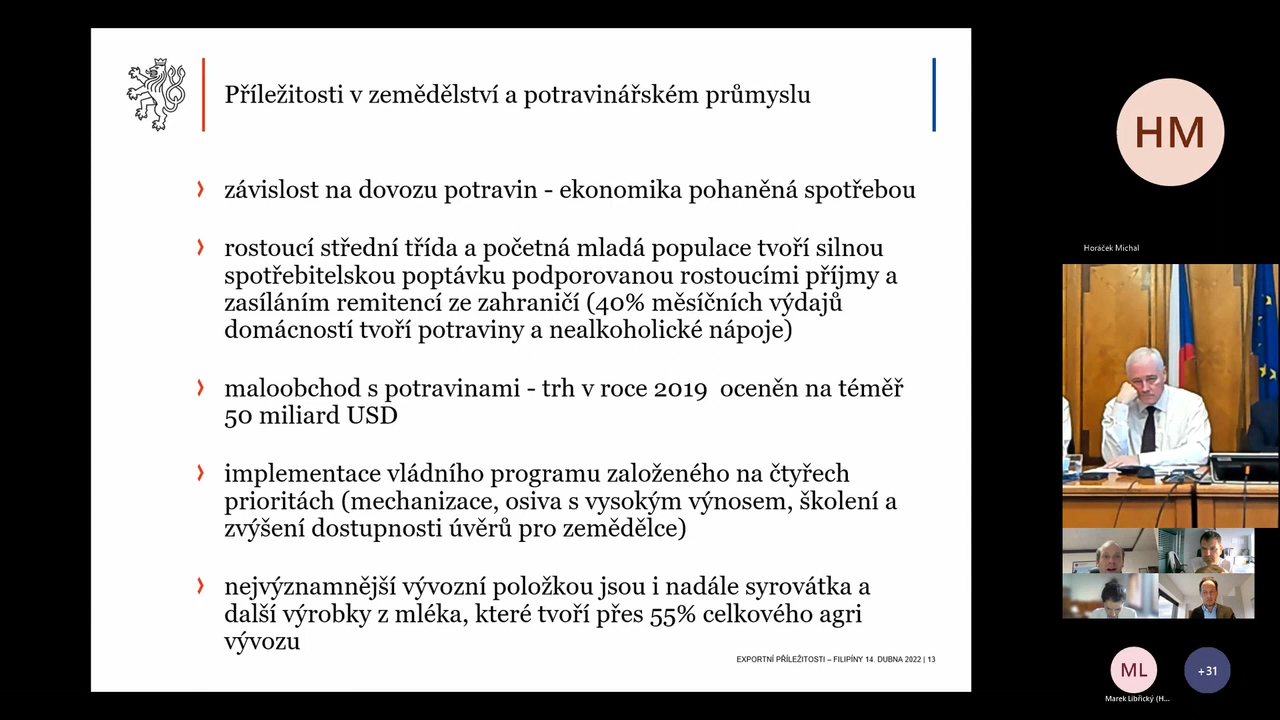 Příležitosti v zemědělství a potravinářském průmyslu
závislost na dovozu potravin - ekonomika pohaněná spotřebou
rostoucí střední třída a početná mladá populace tvoří silnou
spotřebitelskou poptávku podporovanou rostoucími příjmy a
zasíláním remitencí ze zahraničí (40% měsíčních výdajů
domácností tvoří potraviny a nealkoholické nápoje)
maloobchod s potravinami - trh v roce 2019 oceněn na téměř
50 miliard USD
implementace vládního programu založeného na čtyřech
prioritách (mechanizace, osiva s vysokým výnosem, školení a
zvýšení dostupnosti úvěrů pro zemědělce)
nejvýznamnější vývozní položkou jsou i nadále syrovátka a
další výrobky z mléka, které tvoří přes 55% celkového agri
vývozu
EXPORTNÍ PŘÍLEŽITOSTI – FILIPÍNY 14. DUBNA 2022 | 13
HM
Horáček Michal
ML
+31
Marek Libřický (H...